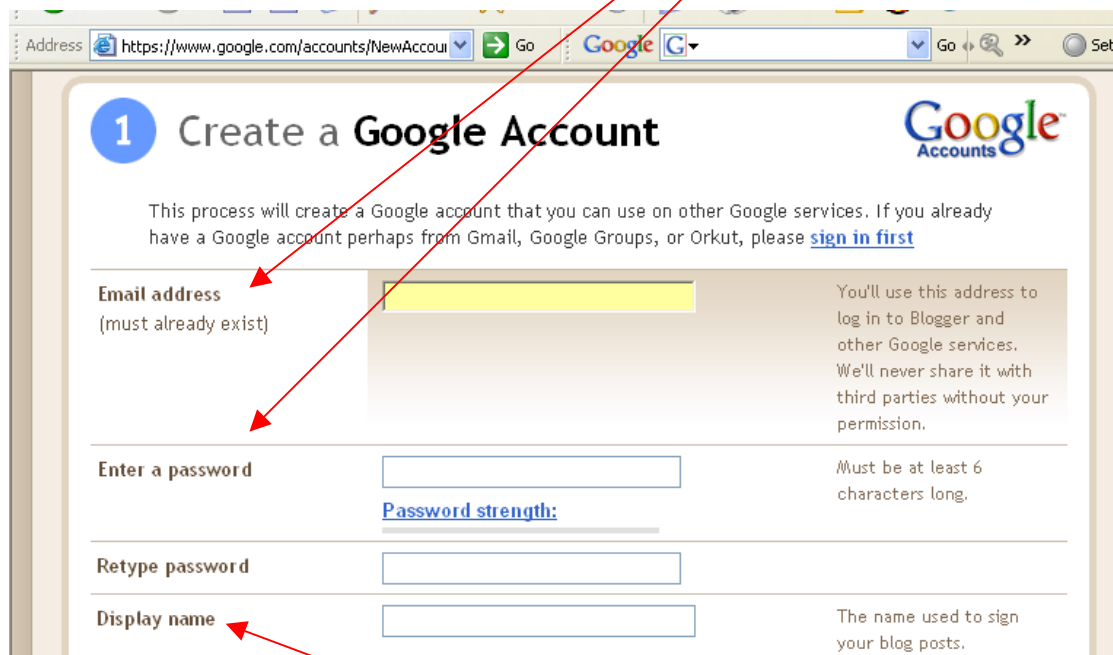 Address https://www.google.com/accounts/NewAccou Go Google G Go » Set
1 Create a Google Account
Google™
Accounts
This process will create a Google account that you can use on other Google services. If you already
have a Google account perhaps from Gmail, Google Groups, or Orkut, please sign in first
Email address
(must already exist)
You'll use this address to
log in to Blogger and
other Google services.
We'll never share it with
third parties without your
permission.
Enter a password
Must be at least 6
characters long.
Password strength:
Retype password
Display name
The name used to sign
your blog posts.